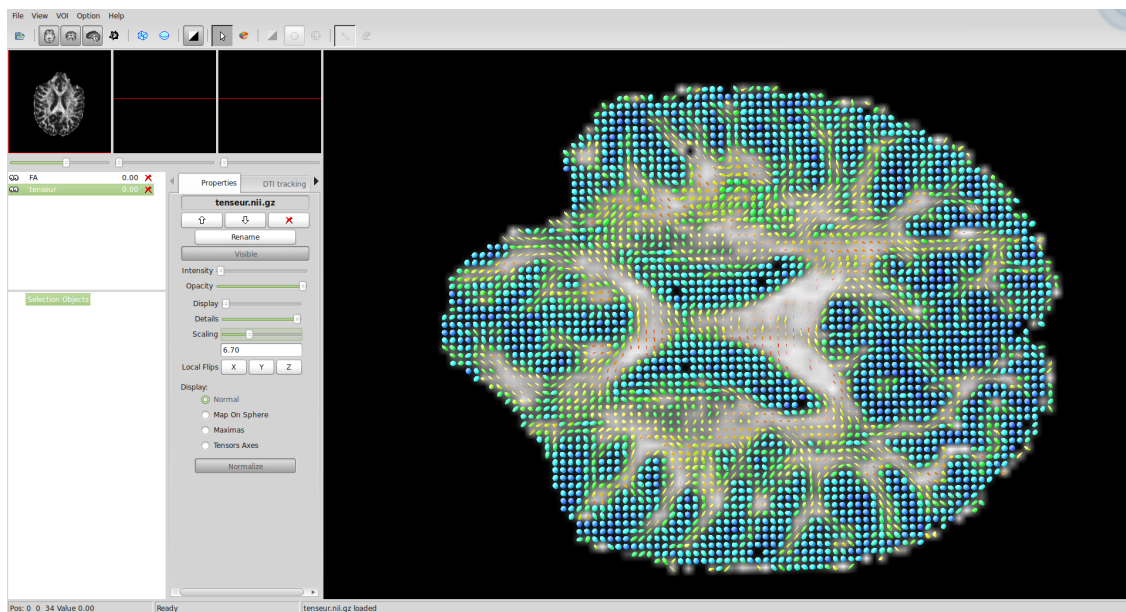 File View VOI Option Help
FA 0.00
tenseur 0.00
Selection Objects
Properties DTI tracking
tenseur.nii.gz
Rename
Visible
Intensity
Opacity
Display
Details
Scaling
6.70
Local Flips X Y Z
Display:
Normal
Map On Sphere
Maximas
Tensors Axes
Normalize
Pos: 0 0 34 Value 0.00 Ready tenseur.nii.gz loaded